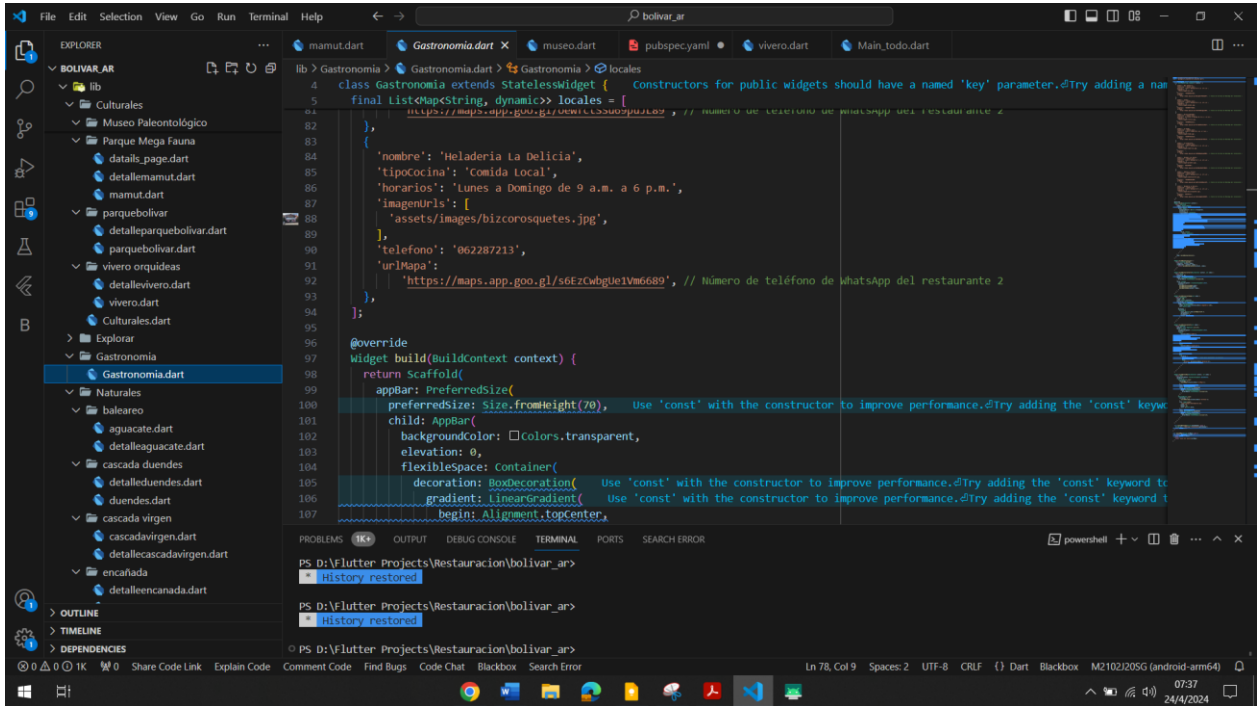 File Edit Selection View Go Run Terminal Help
bolivar_ar
EXPLORER
BOLIVAR_AR
lib
Culturales
Museo Paleontológico
Parque Mega Fauna
datails_page.dart
detallemamut.dart
mamut.dart
parquebolivar
detalleparquebolivar.dart
parquebolivar.dart
vivero orquideas
detallevivero.dart
vivero.dart
Culturales.dart
Explorar
Gastronomia
Gastronomia.dart
Naturales
baleareo
aguacate.dart
detalleaguacate.dart
cascada duendes
detalleduendes.dart
duendes.dart
cascada virgen
cascadavirgen.dart
detallecascadavirgen.dart
encañada
detalleencanada.dart
OUTLINE
TIMELINE
DEPENDENCIES
mamut.dart Gastronomia.dart museo.dart pubspec.yaml vivero.dart Main_todo.dart
lib > Gastronomia > Gastronomia.dart > Gastronomia > locales
4 class Gastronomia extends StatelessWidget { Constructors for public widgets should have a named 'key' parameter.⏎Try adding a nam
5 final List<Map<String, dynamic>> locales = [
81 // Número de teléfono de WhatsApp del restaurante 2
82 },
83 {
84 'nombre': 'Heladeria La Delicia',
85 'tipoCocina': 'Comida Local',
86 'horarios': 'Lunes a Domingo de 9 a.m. a 6 p.m.',
87 'imagenUrls': [
88 'assets/images/bizcorosquetes.jpg',
89 ],
90 'telefono': '062287213',
91 'urlMapa':
92 'https://maps.app.goo.gl/s6EzCwbgUe1Vm6689', // Número de teléfono de WhatsApp del restaurante 2
93 },
94 ];
95
96 @override
97 Widget build(BuildContext context) {
98 return Scaffold(
99 appBar: PreferredSize(
100 preferredSize: Size.fromHeight(70), Use 'const' with the constructor to improve performance.⏎Try adding the 'const' keywo
101 child: AppBar(
102 backgroundColor: Colors.transparent,
103 elevation: 0,
104 flexibleSpace: Container(
105 decoration: BoxDecoration( Use 'const' with the constructor to improve performance.⏎Try adding the 'const' keyword to
106 gradient: LinearGradient( Use 'const' with the constructor to improve performance.⏎Try adding the 'const' keyword t
107 begin: Alignment.topCenter,
PROBLEMS 1K+ OUTPUT DEBUG CONSOLE TERMINAL PORTS SEARCH ERROR
powershell
PS D:\Flutter Projects\Restauracion\bolivar_ar>
* History restored
PS D:\Flutter Projects\Restauracion\bolivar_ar>
* History restored
PS D:\Flutter Projects\Restauracion\bolivar_ar>
0 0 1K 0 Share Code Link Explain Code Comment Code Find Bugs Code Chat Blackbox Search Error Ln 78, Col 9 Spaces: 2 UTF-8 CRLF {} Dart Blackbox M2102J20SG (android-arm64)
07:37
24/4/2024